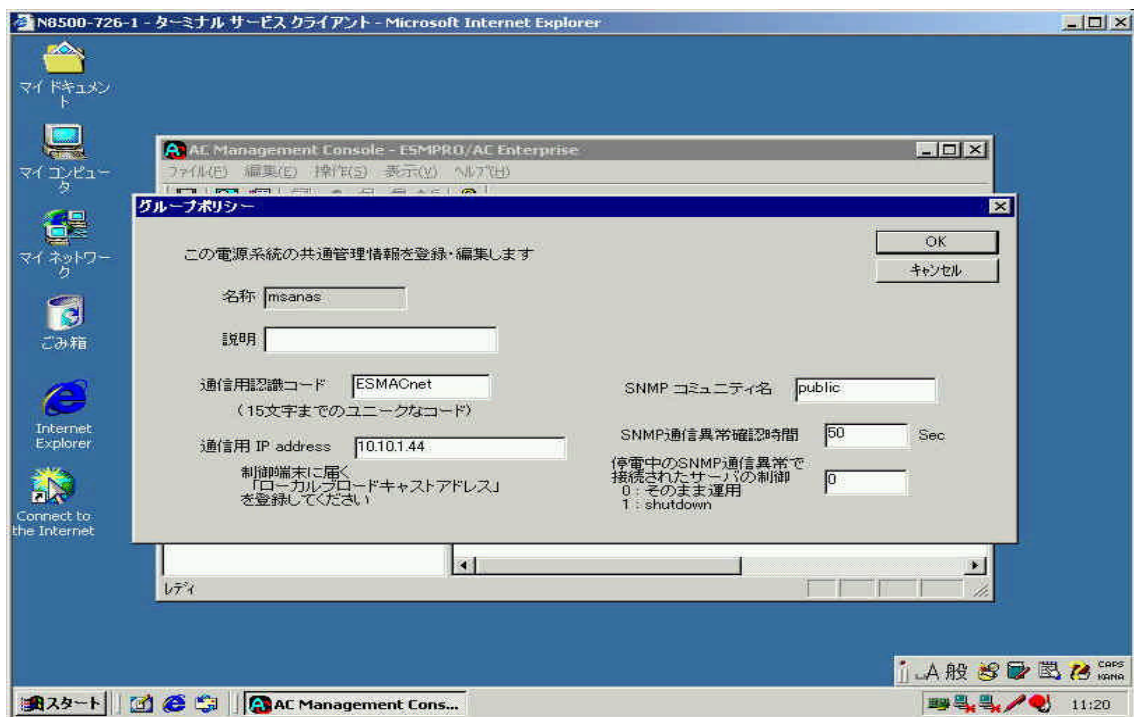 N8500-726-1 - ターミナル サービス クライアント - Microsoft Internet Explorer
マイ ドキュメン
ト
マイ コンピュー
タ
マイ ネットワー
ク
ごみ箱
Internet
Explorer
Connect to
the Internet
AC Management Console - ESMPRO/AC Enterprise
ファイル(F) 編集(E) 操作(S) 表示(V) ヘルプ(H)
グループポリシー
この電源系統の共通管理情報を登録・編集します
OK
キャンセル
名称 msanas
説明
通信用認識コード ESMACnet
(15文字までのユニークなコード)
通信用 IP address 10.10.1.44
制御端末に届く
「ローカルブロードキャストアドレス」
を登録してください
SNMP コミュニティ名 public
SNMP通信異常確認時間 50 Sec
停電中のSNMP通信異常で
接続されたサーバの制御 0
0:そのまま運用
1:shutdown
レディ
A 般 CAPS
KANA
スタート AC Management Cons... 11:20